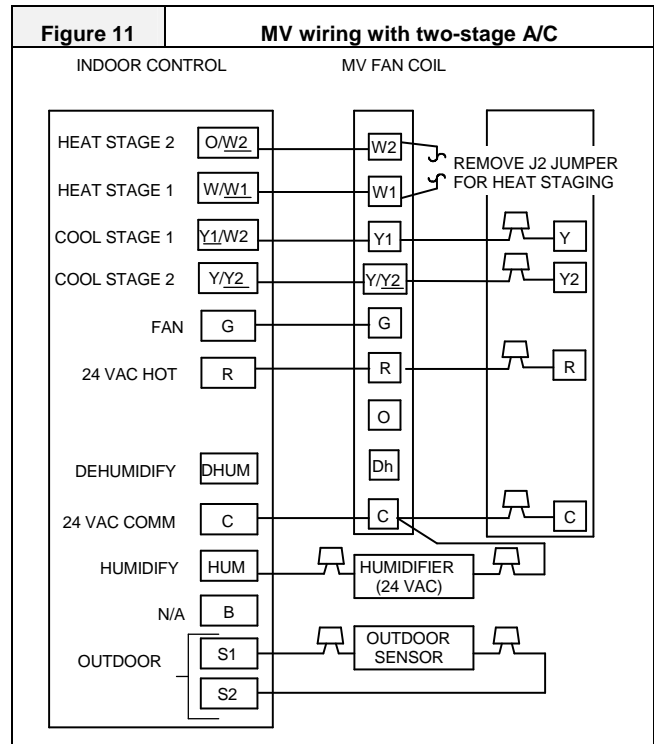 Figure 11 MV wiring with two-stage A/C
INDOOR CONTROL MV FAN COIL
HEAT STAGE 2 O/W2 W2
REMOVE J2 JUMPER
FOR HEAT STAGING
HEAT STAGE 1 W/W1 W1
COOL STAGE 1 Y1/W2 Y1 Y
COOL STAGE 2 Y/Y2 Y/Y2 Y2
FAN G G
24 VAC HOT R R R
O
DEHUMIDIFY DHUM Dh
24 VAC COMM C C C
HUMIDIFY HUM HUMIDIFIER
(24 VAC)
N/A B
OUTDOOR S1 OUTDOOR
SENSOR
S2